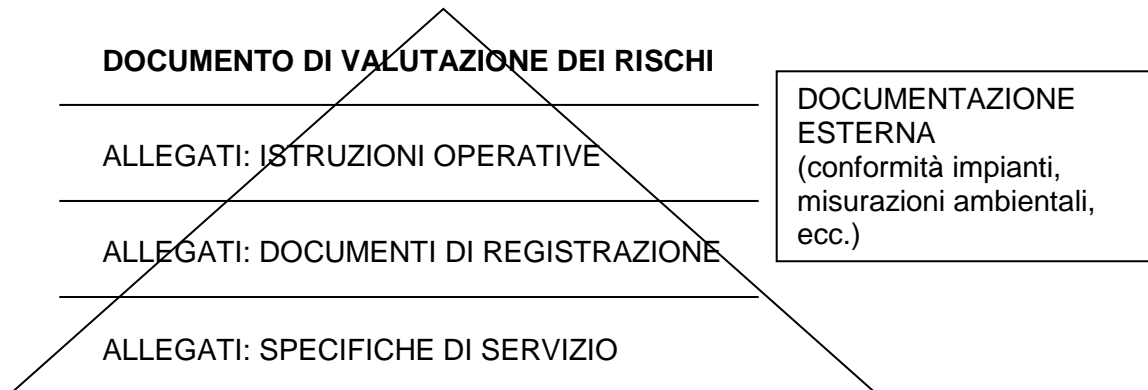 DOCUMENTO DI VALUTAZIONE DEI RISCHI
ALLEGATI: ISTRUZIONI OPERATIVE
ALLEGATI: DOCUMENTI DI REGISTRAZIONE
ALLEGATI: SPECIFICHE DI SERVIZIO
DOCUMENTAZIONE
ESTERNA
(conformità impianti,
misurazioni ambientali,
ecc.)